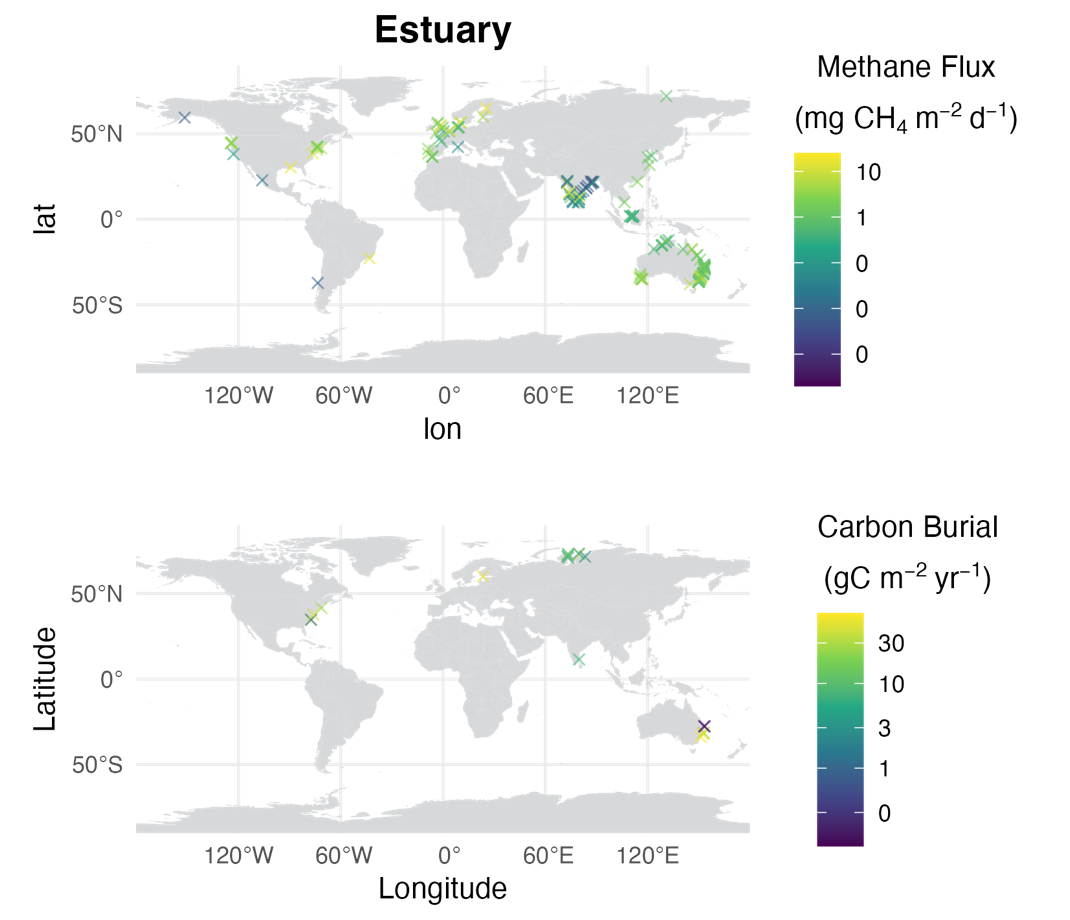 Estuary
Methane Flux
(mg CH₄ m⁻² d⁻¹)
10
1
0
0
0
50°N
0°
50°S
lat
120°W 60°W 0° 60°E 120°E
lon
Carbon Burial
(gC m⁻² yr⁻¹)
30
10
3
1
0
50°N
0°
50°S
Latitude
120°W 60°W 0° 60°E 120°E
Longitude